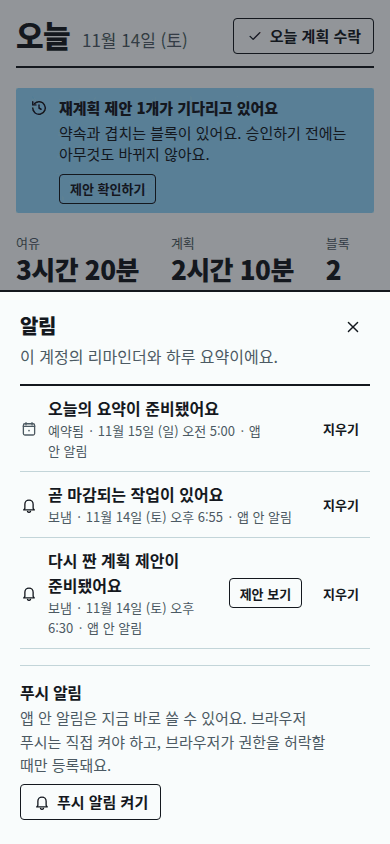 오늘 11월 14일 (토)
오늘 계획 수락
재계획 제안 1개가 기다리고 있어요
약속과 겹치는 블록이 있어요. 승인하기 전에는
아무것도 바뀌지 않아요.
제안 확인하기
여유 계획 블록
3시간 20분 2시간 10분 2
알림
이 계정의 리마인더와 하루 요약이에요.
오늘의 요약이 준비됐어요
예약됨 · 11월 15일 (일) 오전 5:00 · 앱
안 알림
지우기
곧 마감되는 작업이 있어요
보냄 · 11월 14일 (토) 오후 6:55 · 앱 안 알림
지우기
다시 짠 계획 제안이
준비됐어요
보냄 · 11월 14일 (토) 오후
6:30 · 앱 안 알림
제안 보기
지우기
푸시 알림
앱 안 알림은 지금 바로 쓸 수 있어요. 브라우저
푸시는 직접 켜야 하고, 브라우저가 권한을 허락할
때만 등록돼요.
푸시 알림 켜기